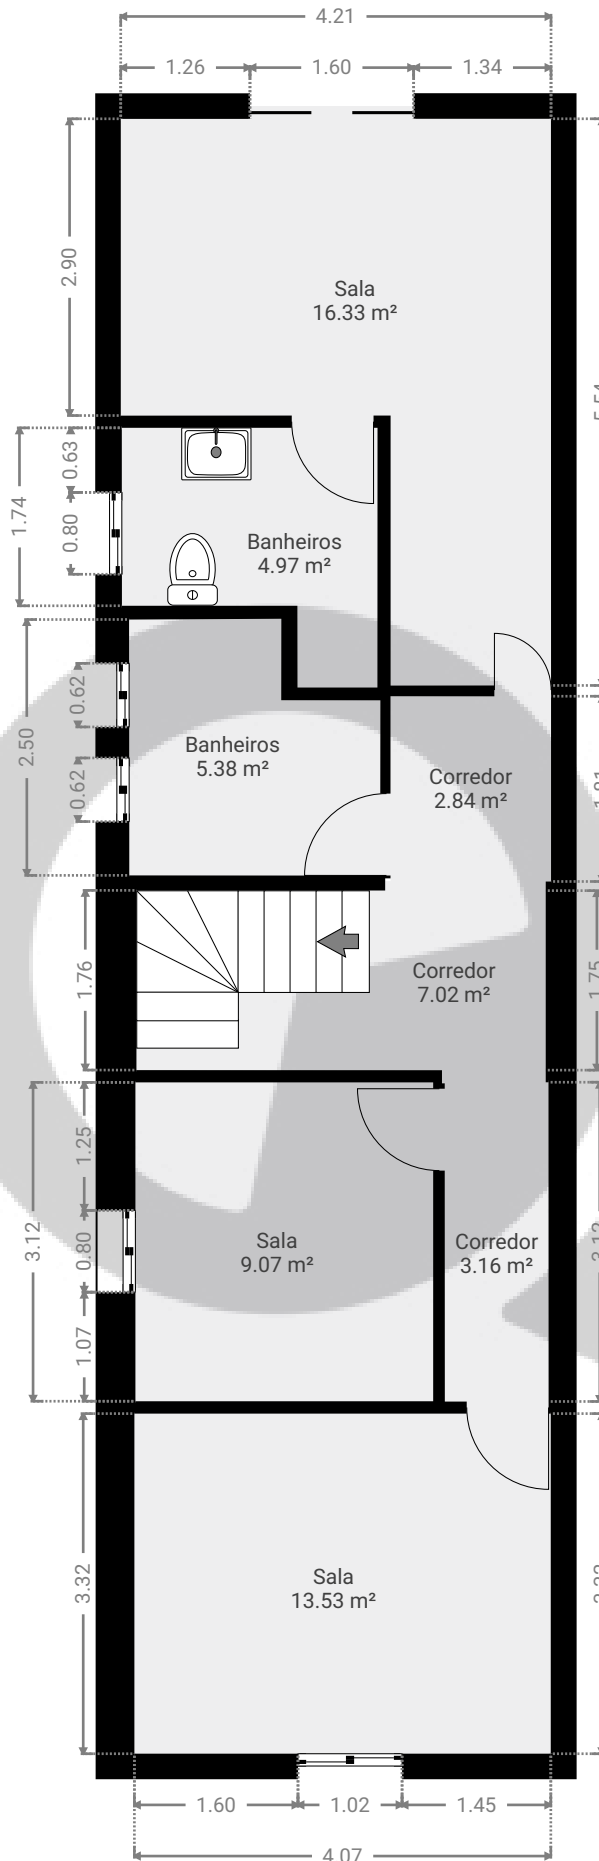 4.21
1.26
1.60
1.34
2.90
Sala
16.33 m²
0.63
1.74
0.80
Banheiros
4.97 m²
0.62
2.50
Banheiros
5.38 m²
0.62
Corredor
2.84 m²
1.76
Corredor
7.02 m²
1.75
1.25
3.12
0.80
Sala
9.07 m²
Corredor
3.16 m²
1.07
3.32
Sala
13.53 m²
1.60
1.02
1.45
4.07